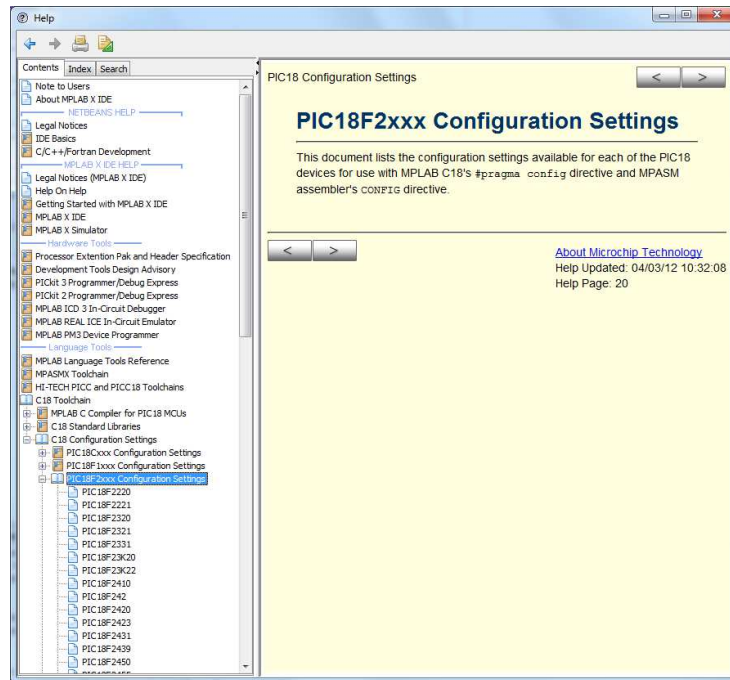 Help
Contents Index Search
Note to Users
About MPLAB X IDE
NETBEANS HELP
Legal Notices
IDE Basics
C/C++/Fortran Development
MPLAB X IDE HELP
Legal Notices (MPLAB X IDE)
Help On Help
Getting Started with MPLAB X IDE
MPLAB X IDE
MPLAB X Simulator
Hardware Tools
Processor Extention Pak and Header Specification
Development Tools Design Advisory
PICkit 3 Programmer/Debug Express
PICkit 2 Programmer/Debug Express
MPLAB ICD 3 In-Circuit Debugger
MPLAB REAL ICE In-Circuit Emulator
MPLAB PM3 Device Programmer
Language Tools
MPLAB Language Tools Reference
MPASMX Toolchain
HI-TECH PICC and PICC18 Toolchains
C18 Toolchain
MPLAB C Compiler for PIC18 MCUs
C18 Standard Libraries
C18 Configuration Settings
PIC18Cxxx Configuration Settings
PIC18F1xxx Configuration Settings
PIC18F2xxx Configuration Settings
PIC18F2220
PIC18F2221
PIC18F2320
PIC18F2321
PIC18F2331
PIC18F23K20
PIC18F23K22
PIC18F2410
PIC18F242
PIC18F2420
PIC18F2423
PIC18F2431
PIC18F2439
PIC18F2450
PIC18 Configuration Settings
< >
PIC18F2xxx Configuration Settings
This document lists the configuration settings available for each of the PIC18
devices for use with MPLAB C18's #pragma config directive and MPASM
assembler's CONFIG directive.
< >
About Microchip Technology
Help Updated: 04/03/12 10:32:08
Help Page: 20